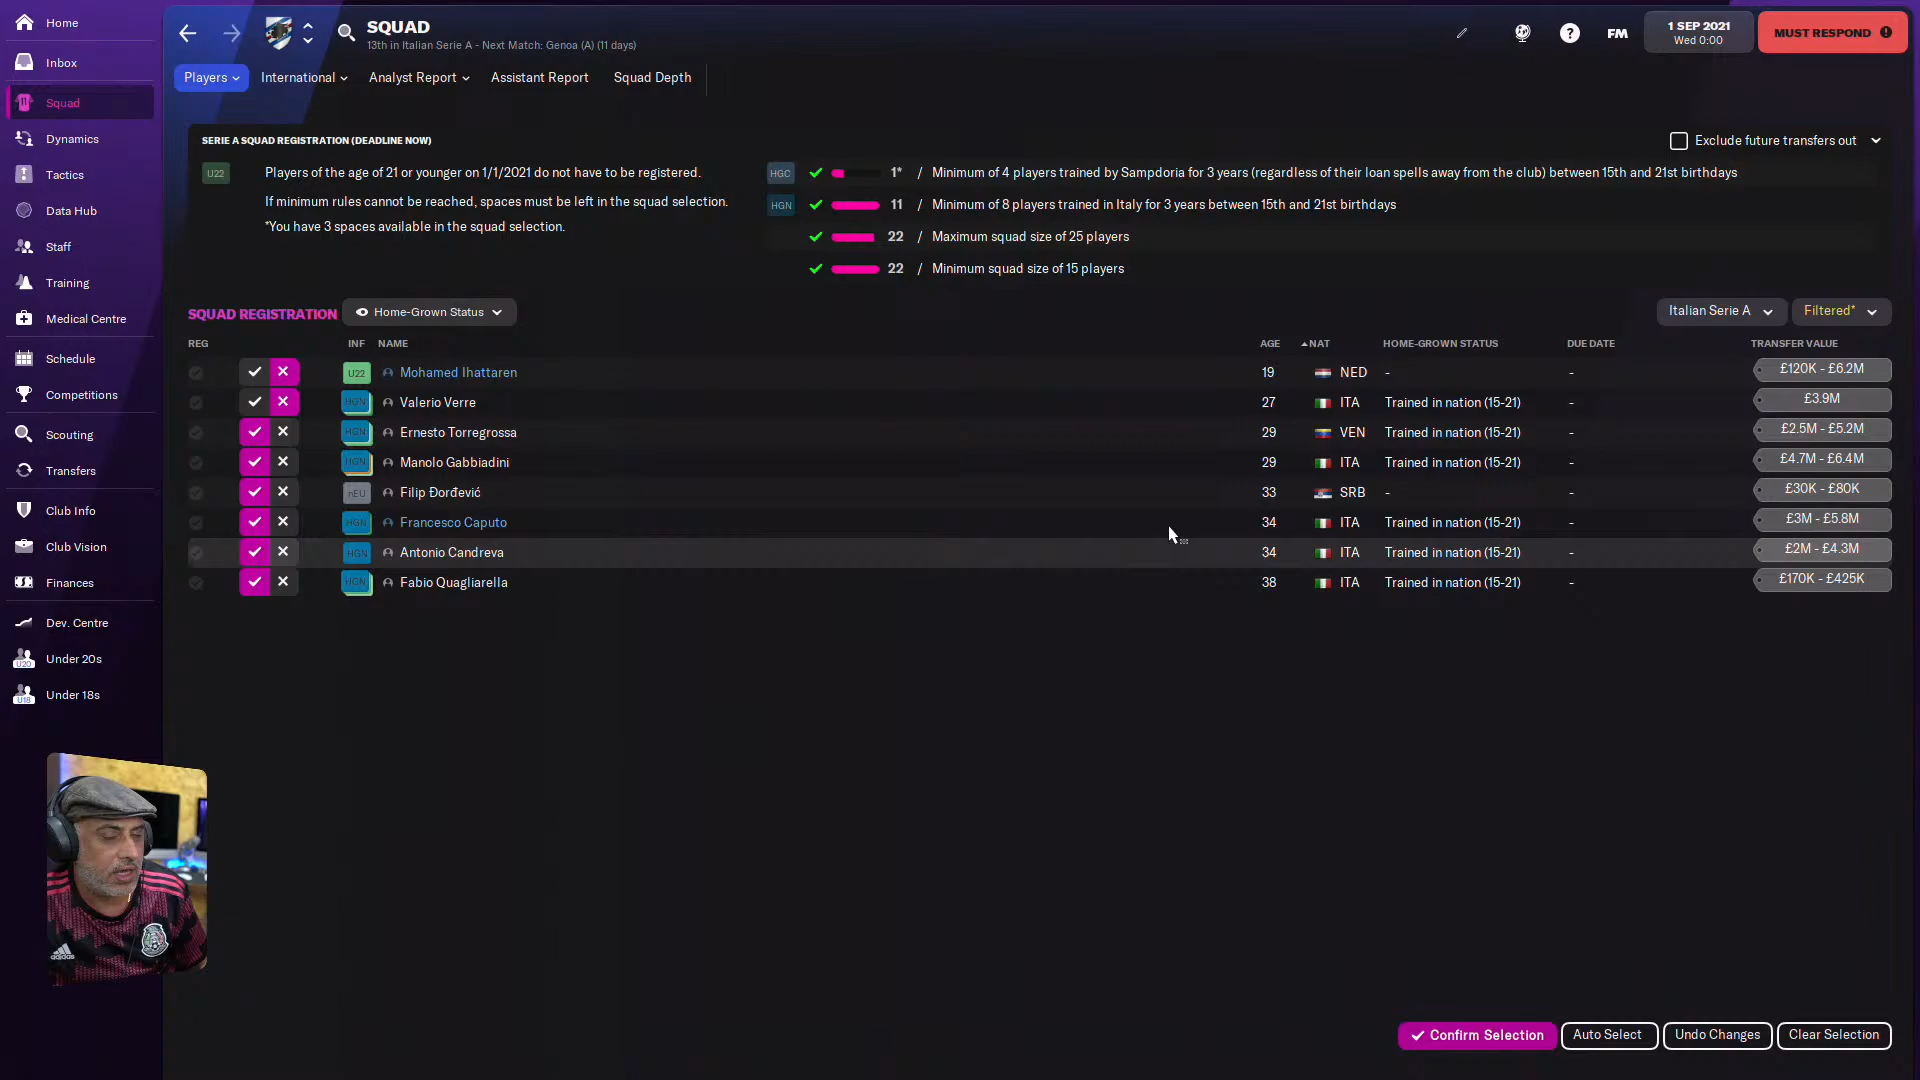 Home
Inbox
Squad
Dynamics
Tactics
Data Hub
Staff
Training
Medical Centre
Schedule
Competitions
Scouting
Transfers
Club Info
Club Vision
Finances
Dev. Centre
U20 Under 20s
U18 Under 18s
SQUAD
13th in Italian Serie A - Next Match: Genoa (A) (11 days)
? FM
1 SEP 2021
Wed 0:00
MUST RESPOND
Players International Analyst Report Assistant Report Squad Depth
SERIE A SQUAD REGISTRATION (DEADLINE NOW)
Exclude future transfers out
U22 Players of the age of 21 or younger on 1/1/2021 do not have to be registered.
If minimum rules cannot be reached, spaces must be left in the squad selection.
*You have 3 spaces available in the squad selection.
HGC 1* / Minimum of 4 players trained by Sampdoria for 3 years (regardless of their loan spells away from the club) between 15th and 21st birthdays
HGN 11 / Minimum of 8 players trained in Italy for 3 years between 15th and 21st birthdays
22 / Maximum squad size of 25 players
22 / Minimum squad size of 15 players
SQUAD REGISTRATION Home-Grown Status Italian Serie A Filtered*
REG INF NAME AGE NAT HOME-GROWN STATUS DUE DATE TRANSFER VALUE
U22 Mohamed Ihattaren 19 NED - - £120K - £6.2M
HGN Valerio Verre 27 ITA Trained in nation (15-21) - £3.9M
HGN Ernesto Torregrossa 29 VEN Trained in nation (15-21) - £2.5M - £5.2M
HGN Manolo Gabbiadini 29 ITA Trained in nation (15-21) - £4.7M - £6.4M
nEU Filip Đorđević 33 SRB - - £30K - £80K
HGN Francesco Caputo 34 ITA Trained in nation (15-21) - £3M - £5.8M
HGN Antonio Candreva 34 ITA Trained in nation (15-21) - £2M - £4.3M
HGN Fabio Quagliarella 38 ITA Trained in nation (15-21) - £170K - £425K
adidas
Confirm Selection Auto Select Undo Changes Clear Selection